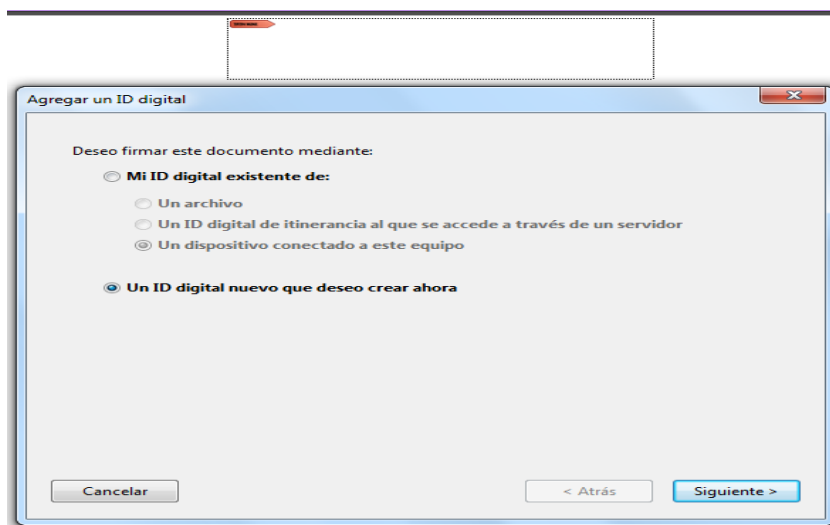 Agregar un ID digital
Deseo firmar este documento mediante:
Mi ID digital existente de:
Un archivo
Un ID digital de itinerancia al que se accede a través de un servidor
Un dispositivo conectado a este equipo
Un ID digital nuevo que deseo crear ahora
Cancelar
< Atrás
Siguiente >